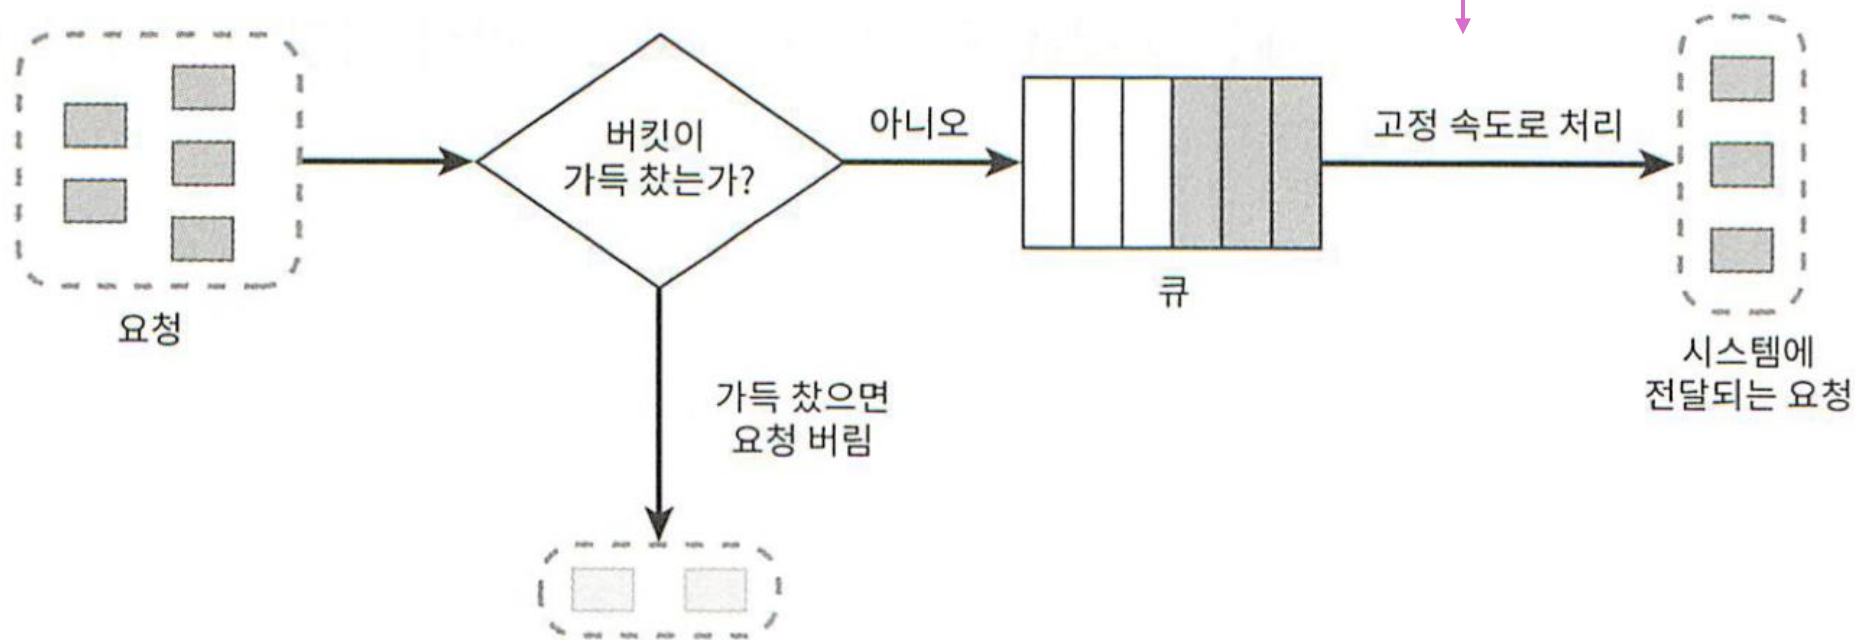 요청
버킷이
가득 찼는가?
아니오
큐
고정 속도로 처리
시스템에
전달되는 요청
가득 찼으면
요청 버림